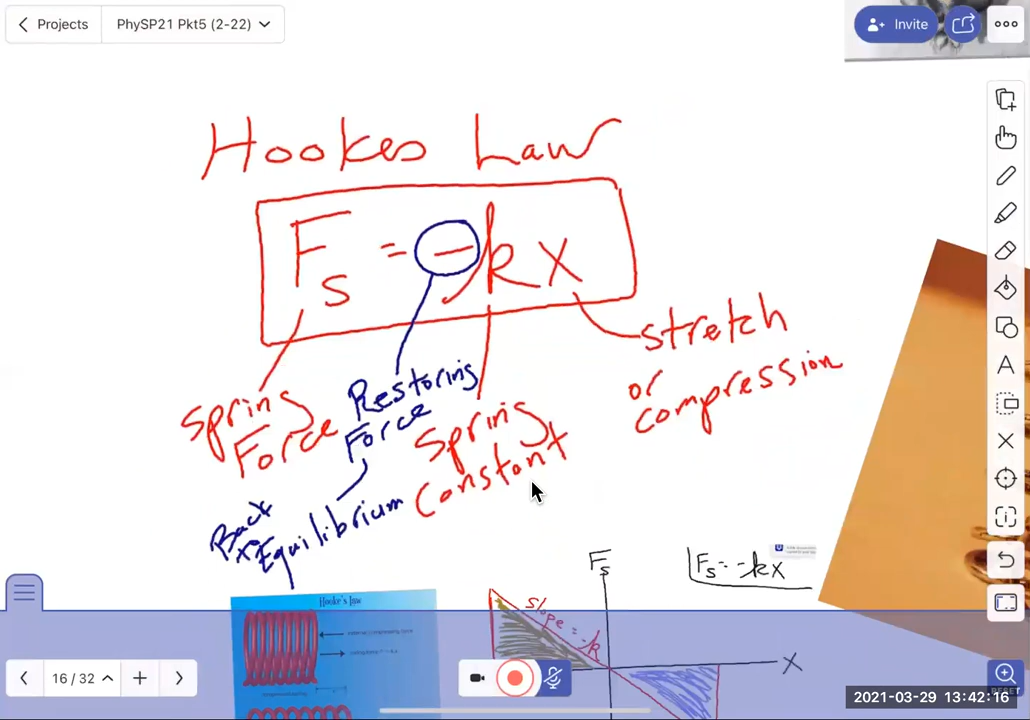 Projects
PhySP21 Pkt5 (2-22)
Invite
Hookes Law
Fs = -kx
stretch
or
compression
Spring
Force
Restoring
Force
Spring
Constant
Back
to
Equilibrium
Hooke's law
Fs
Fs = -kx
slope = -k
x
16 / 32
RESET
2021-03-29 13:42:16